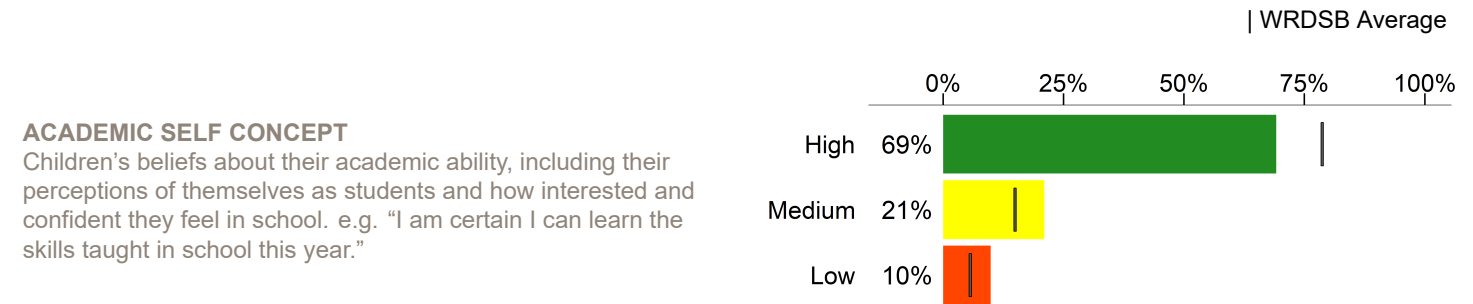 | WRDSB Average
0% 25% 50% 75% 100%
ACADEMIC SELF CONCEPT
Children’s beliefs about their academic ability, including their
perceptions of themselves as students and how interested and
confident they feel in school. e.g. “I am certain I can learn the
skills taught in school this year.”
High 69%
Medium 21%
Low 10%